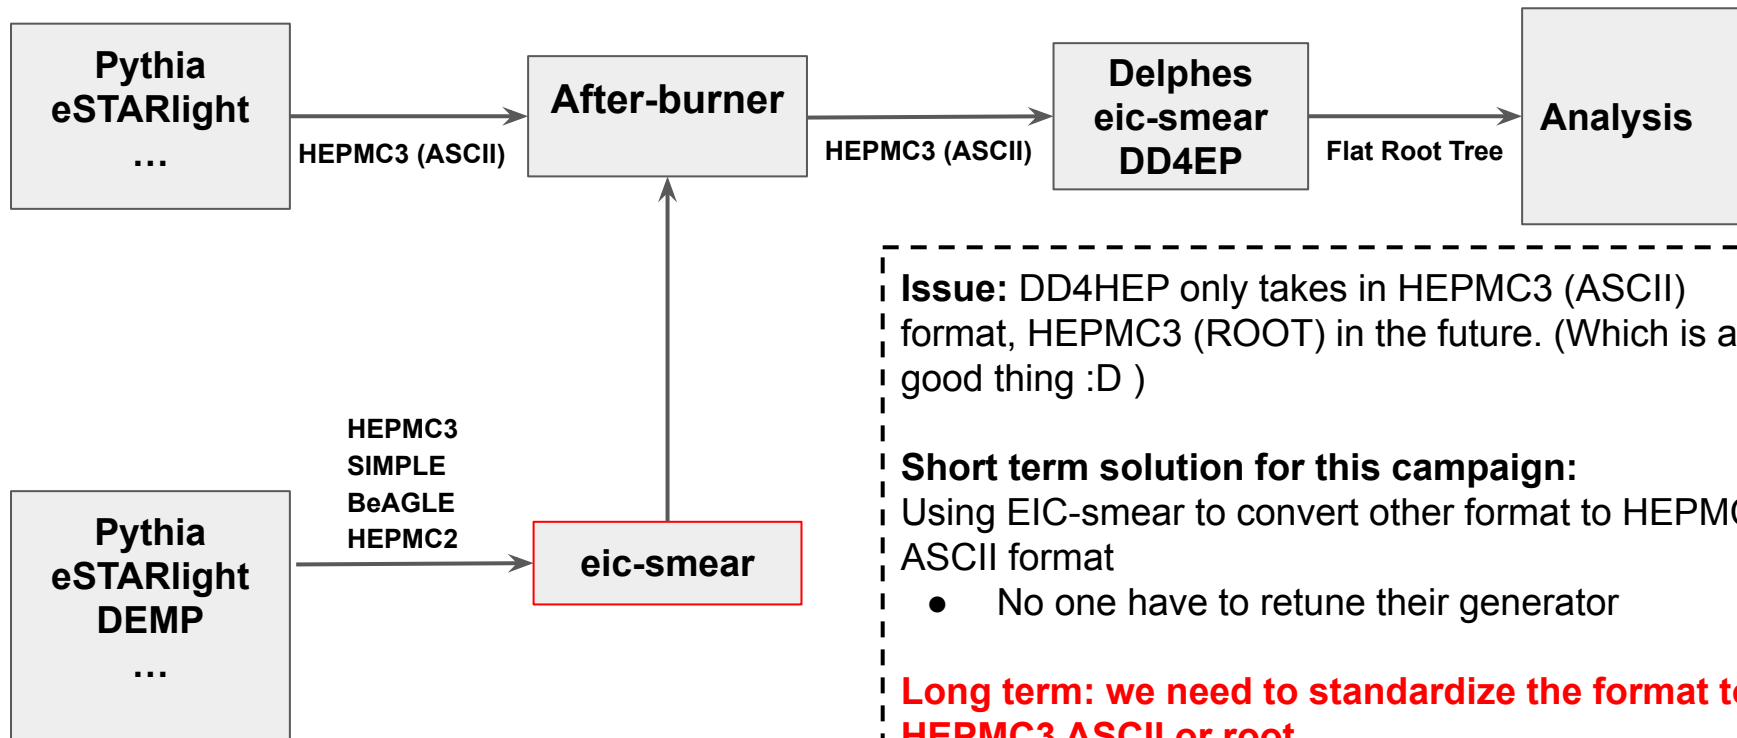 Pythia
eSTARlight
…
HEPMC3 (ASCII)
After-burner
HEPMC3 (ASCII)
Delphes
eic-smear
DD4EP
Flat Root Tree
Analysis
HEPMC3
SIMPLE
BeAGLE
HEPMC2
Pythia
eSTARlight
DEMP
…
eic-smear
Issue: DD4HEP only takes in HEPMC3 (ASCII)
format, HEPMC3 (ROOT) in the future. (Which is a
good thing :D )
Short term solution for this campaign:
Using EIC-smear to convert other format to
ASCII format
● No one have to retune their generator
Long term: we need to standardize the format to
HEPMC3 ASCII or root